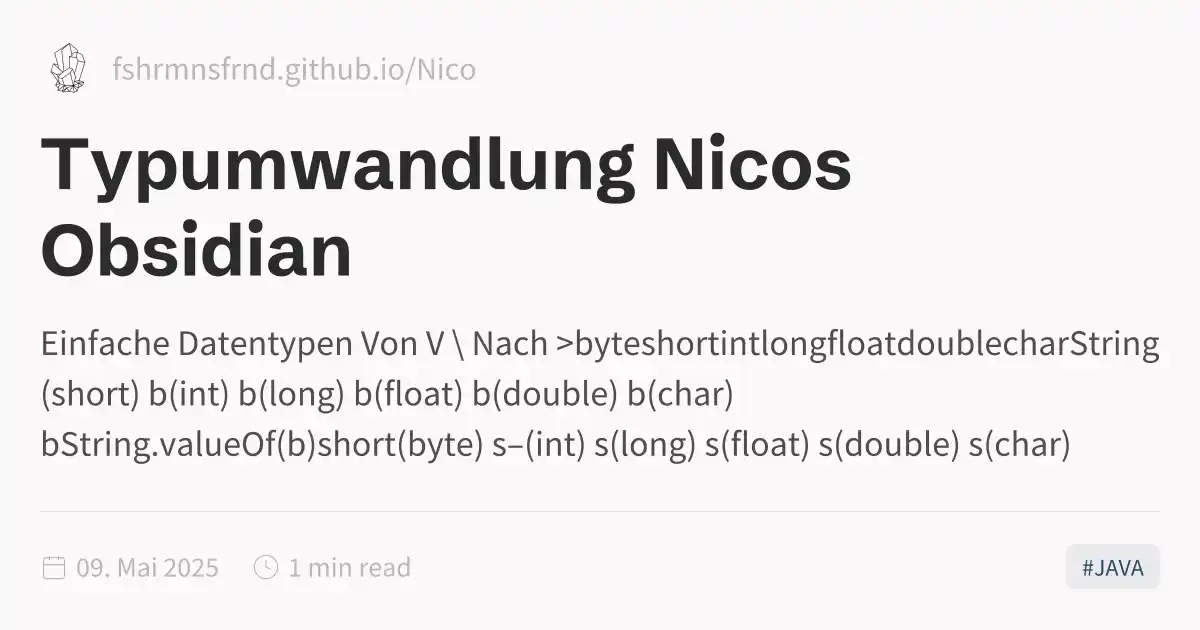 fshrmnsfrnd.github.io/Nico
Typumwandlung Nicos
Obsidian
Einfache Datentypen Von V \ Nach >byteshortintlongfloatdoublecharString
(short) b(int) b(long) b(float) b(double) b(char)
bString.valueOf(b)short(byte) s–(int) s(long) s(float) s(double) s(char)
09. Mai 2025
1 min read
#JAVA